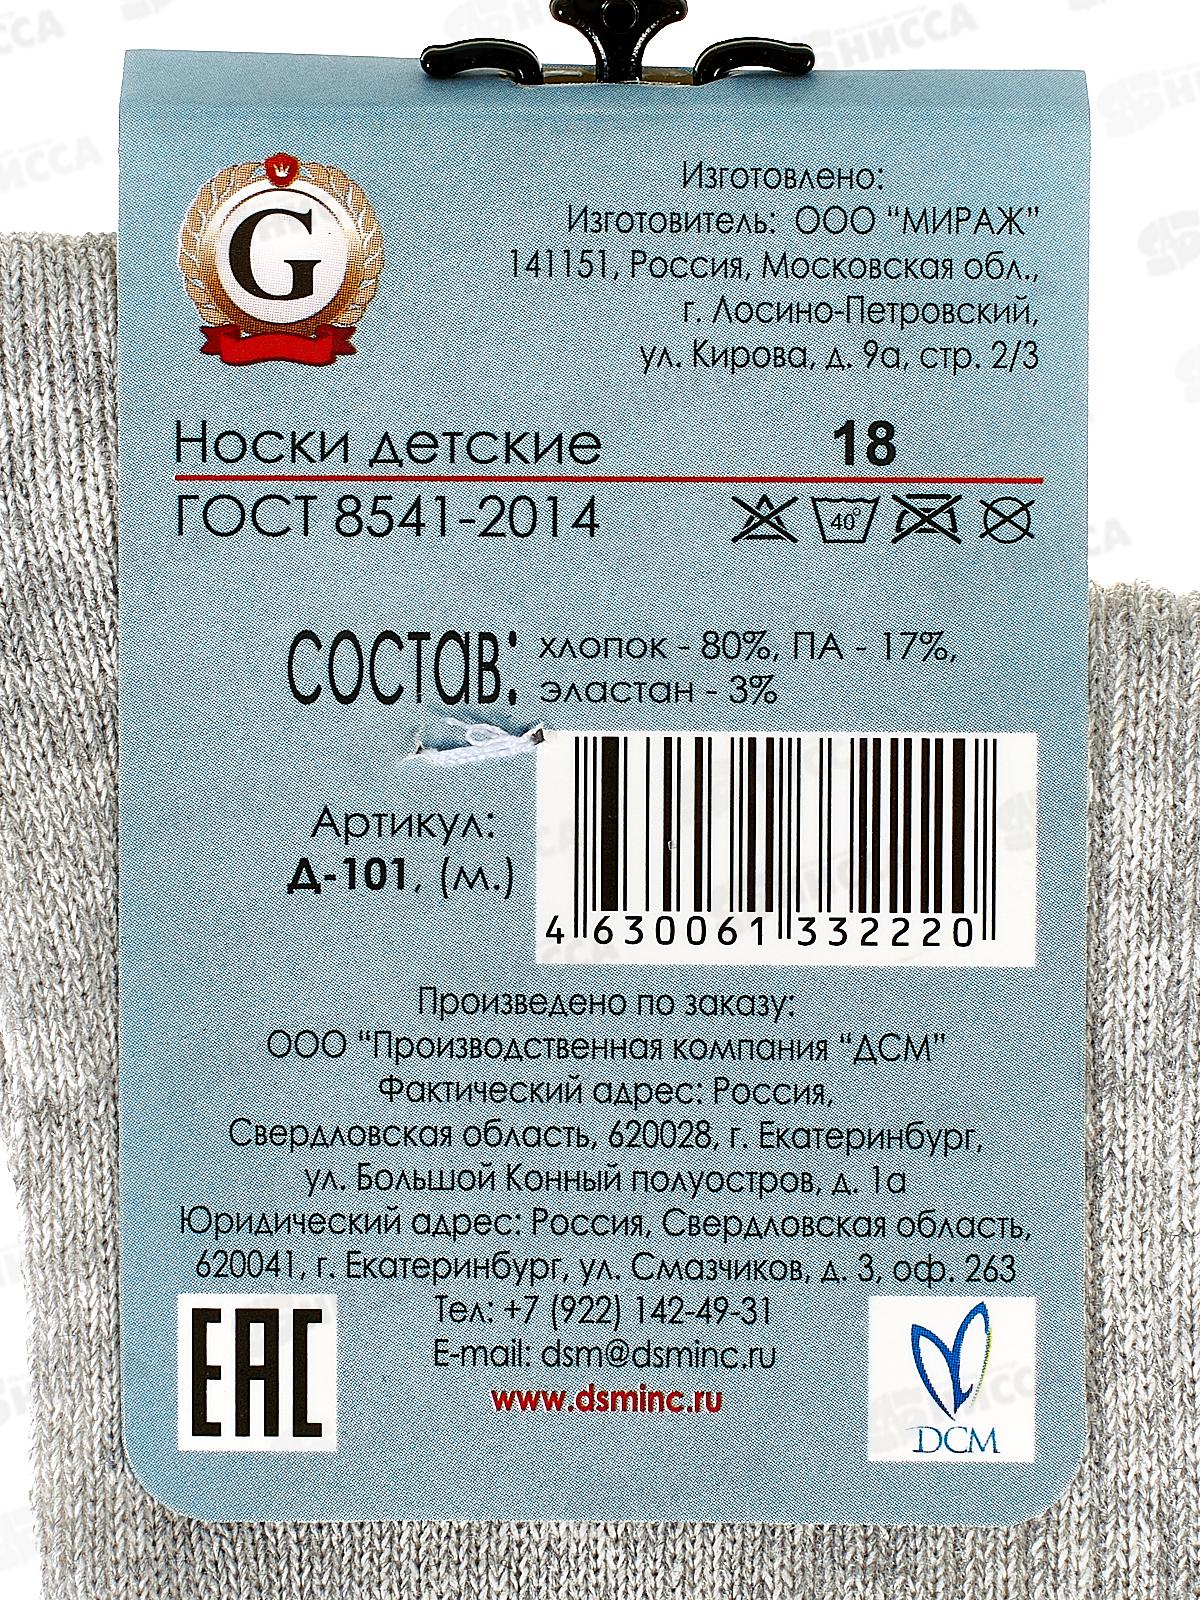 G
Изготовлено:
Изготовитель: ООО “МИРАЖ”
141151, Россия, Московская обл.,
г. Лосино-Петровский,
ул. Кирова, д. 9а, стр. 2/3
Носки детские 18
ГОСТ 8541-2014 40°
СОСТАВ: хлопок - 80%, ПА - 17%,
эластан - 3%
Артикул:
Д-101, (м.)
4 630061 332220
Произведено по заказу:
ООО “Производственная компания “ДСМ”
Фактический адрес: Россия,
Свердловская область, 620028, г. Екатеринбург,
ул. Большой Конный полуостров, д. 1а
Юридический адрес: Россия, Свердловская область,
620041, г. Екатеринбург, ул. Смазчиков, д. 3, оф. 263
Тел: +7 (922) 142-49-31
E-mail: dsm@dsminc.ru
www.dsminc.ru
EAC
DCM